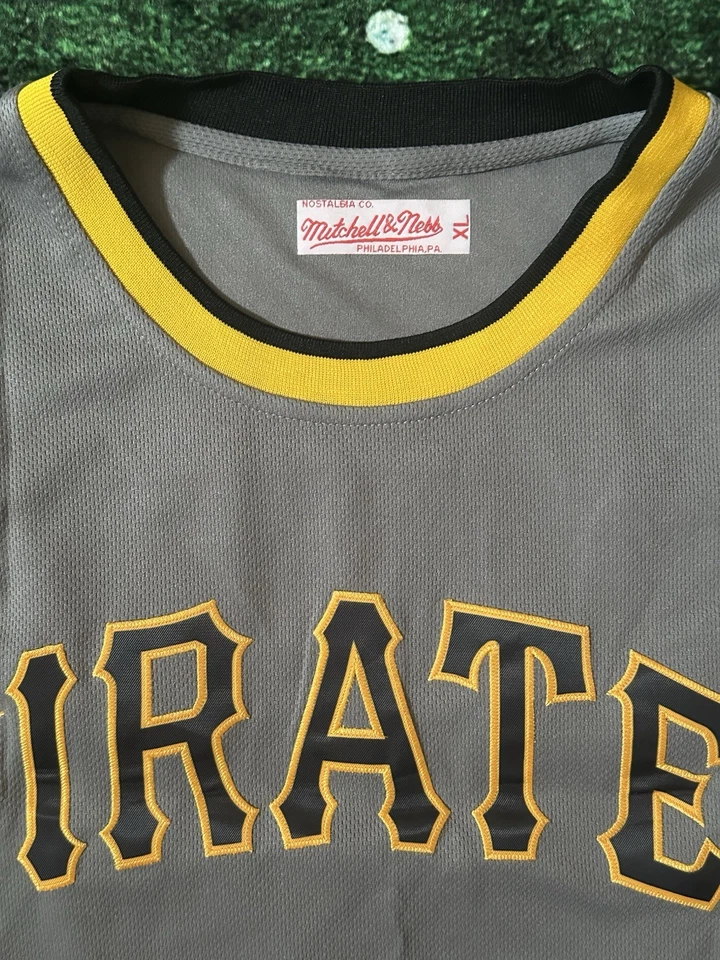 NOSTALGIA CO.
Mitchell & Ness
XL
PHILADELPHIA, PA.
IRATE